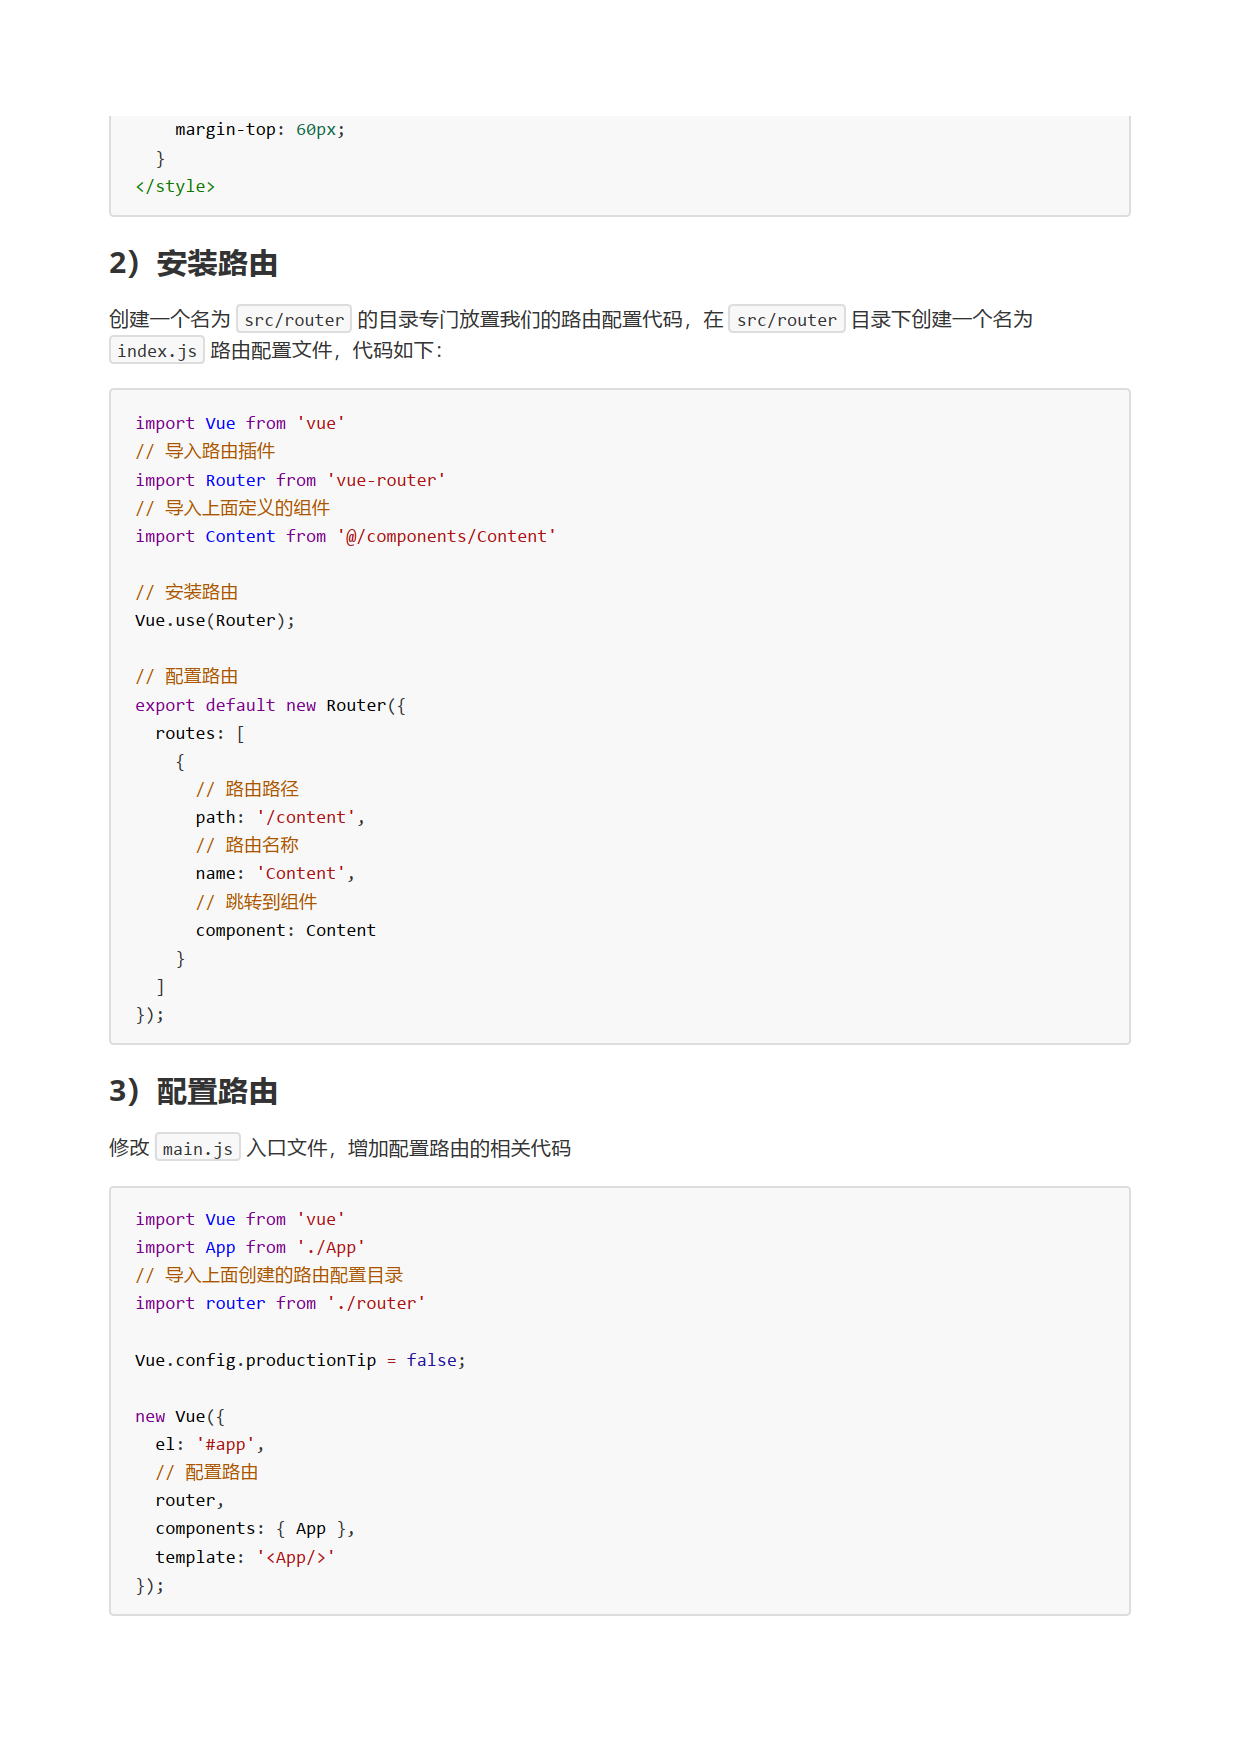 margin-top: 60px;
}
</style>
2）安装路由
创建一个名为 src/router 的目录专门放置我们的路由配置代码，在 src/router 目录下创建一个名为
index.js 路由配置文件，代码如下：
import Vue from 'vue'
// 导入路由插件
import Router from 'vue-router'
// 导入上面定义的组件
import Content from '@/components/Content'
// 安装路由
Vue.use(Router);
// 配置路由
export default new Router({
routes: [
{
// 路由路径
path: '/content',
// 路由名称
name: 'Content',
// 跳转到组件
component: Content
}
]
});
3）配置路由
修改 main.js 入口文件，增加配置路由的相关代码
import Vue from 'vue'
import App from './App'
// 导入上面创建的路由配置目录
import router from './router'
Vue.config.productionTip = false;
new Vue({
el: '#app',
// 配置路由
router,
components: { App },
template: '<App/>'
});